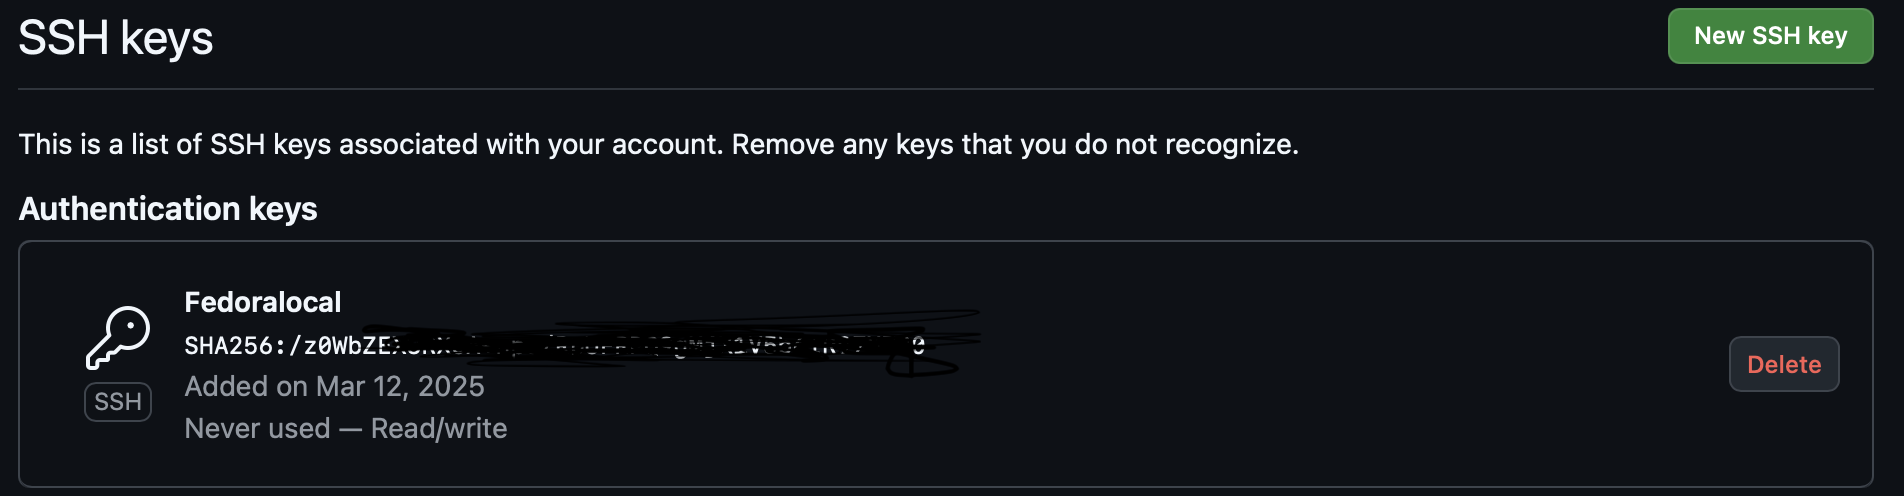 SSH keys
New SSH key
This is a list of SSH keys associated with your account. Remove any keys that you do not recognize.
Authentication keys
Fedoralocal
SHA256:/z0WbZE
Added on Mar 12, 2025
SSH
Never used — Read/write
Delete